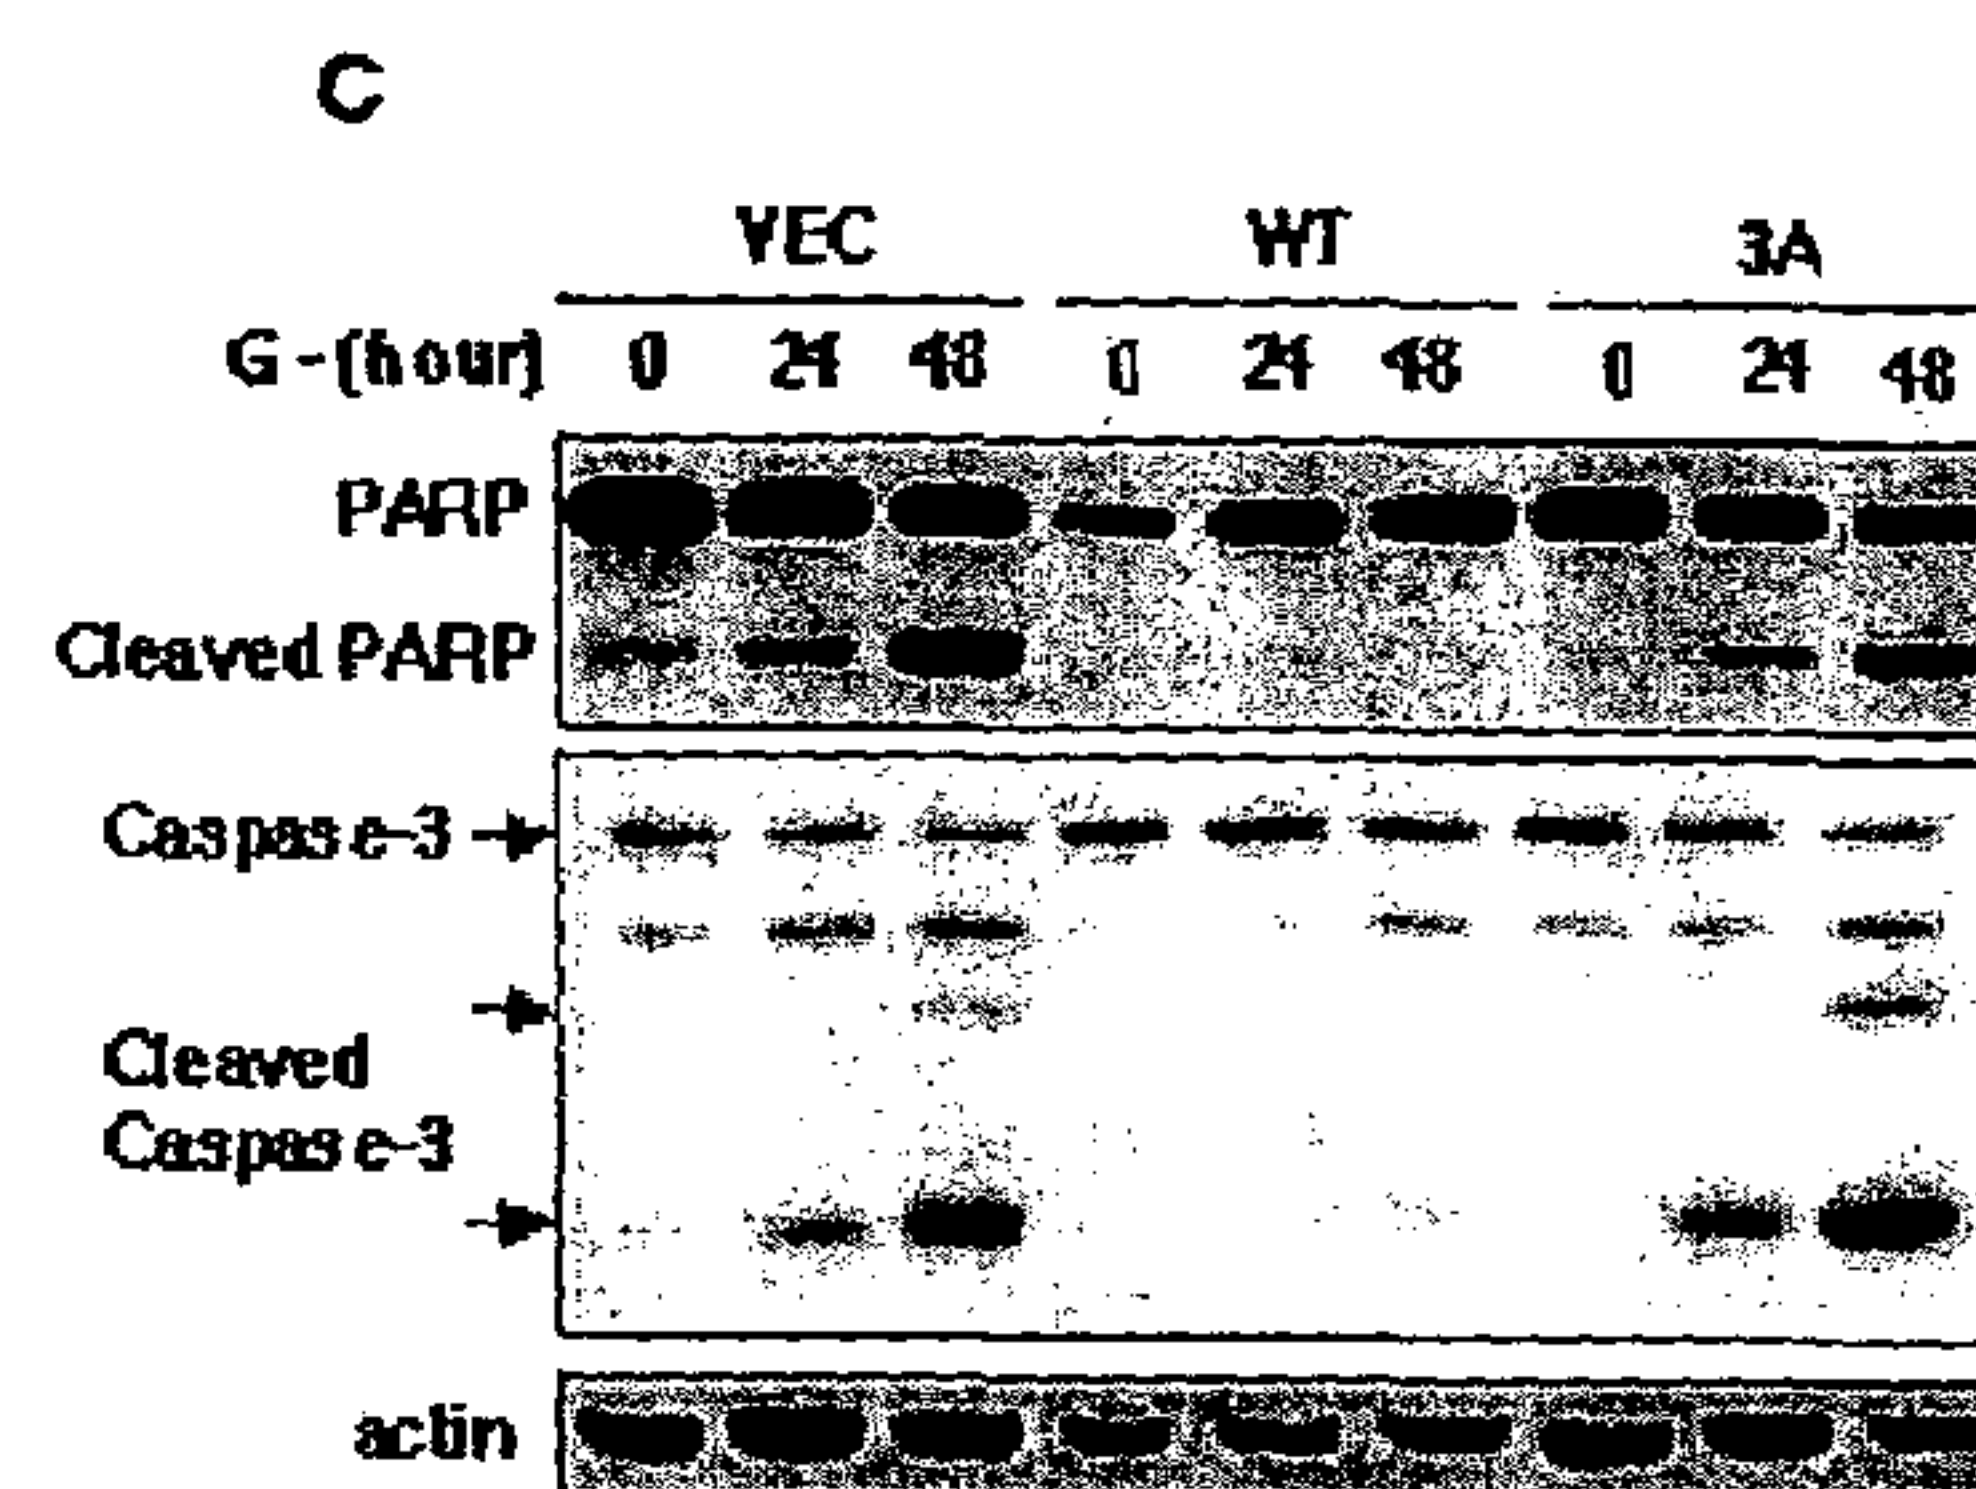 C
VEC WT 3A
G-(hour) 0 24 48 0 24 48 0 24 48
PARP
Cleaved PARP
Caspase-3
Cleaved
Caspase-3
actin